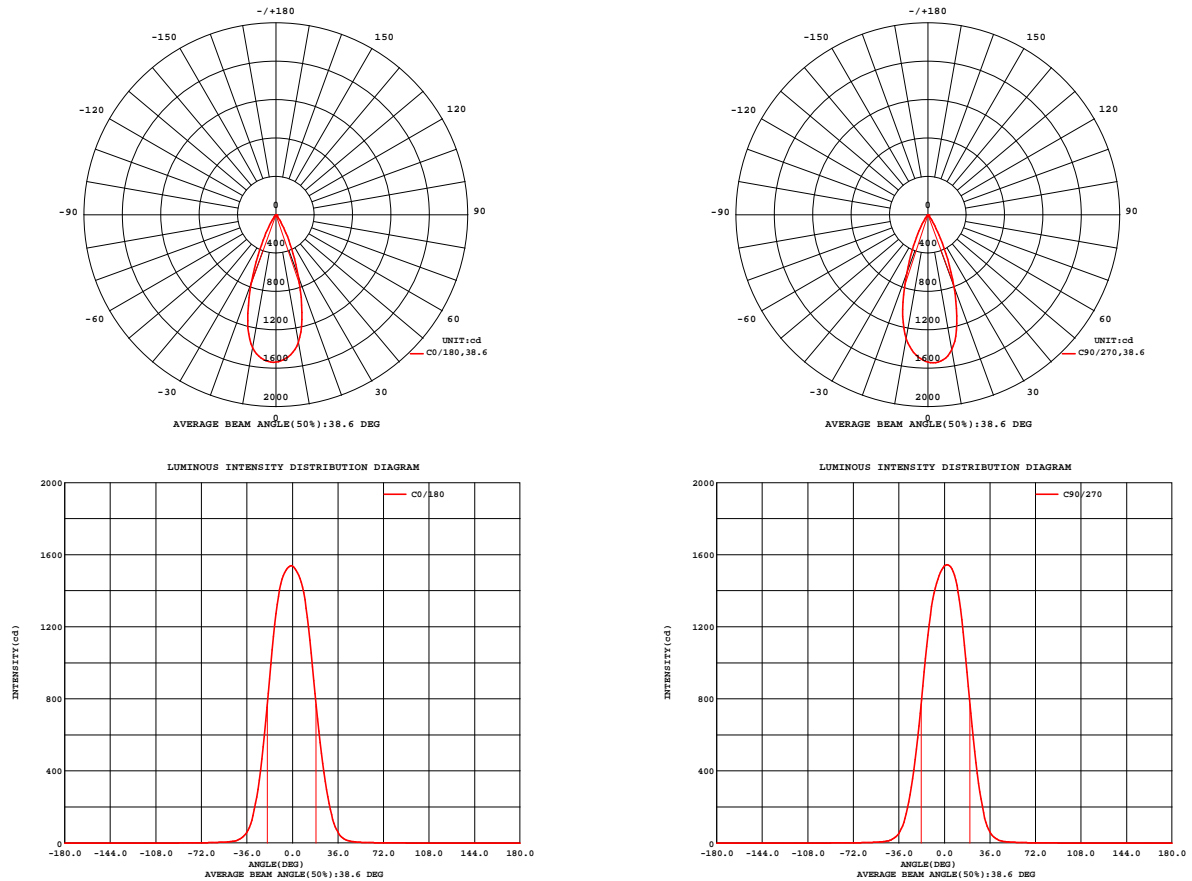 -/+180
-150
150
-120
120
-90
90
0
400
800
-60
60
1200
UNIT:cd
1600
C0/180,38.6
-30
30
2000
0
AVERAGE BEAM ANGLE(50%):38.6 DEG
-/+180
-150
150
-120
120
-90
90
0
400
800
-60
60
1200
UNIT:cd
1600
C90/270,38.6
-30
30
2000
0
AVERAGE BEAM ANGLE(50%):38.6 DEG
LUMINOUS INTENSITY DISTRIBUTION DIAGRAM
2000
C0/180
1600
1200
INTENSITY(cd)
800
400
0
-180.0 -144.0 -108.0 -72.0 -36.0 0.0 36.0 72.0 108.0 144.0 180.0
ANGLE(DEG)
AVERAGE BEAM ANGLE(50%):38.6 DEG
LUMINOUS INTENSITY DISTRIBUTION DIAGRAM
2000
C90/270
1600
1200
INTENSITY(cd)
800
400
0
-180.0 -144.0 -108.0 -72.0 -36.0 0.0 36.0 72.0 108.0 144.0 180.0
ANGLE(DEG)
AVERAGE BEAM ANGLE(50%):38.6 DEG